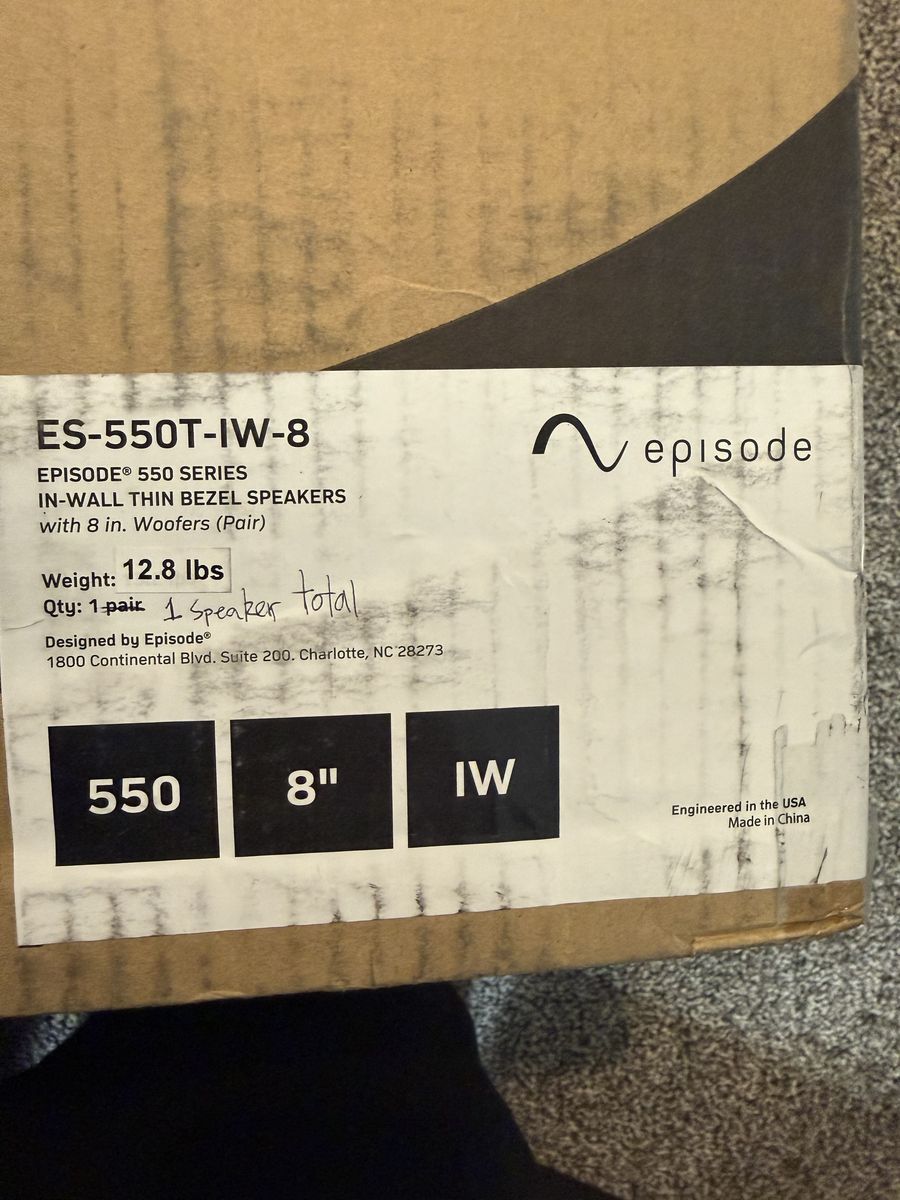 ES-550T-IW-8
episode
EPISODE® 550 SERIES
IN-WALL THIN BEZEL SPEAKERS
with 8 in. Woofers (Pair)
Weight: 12.8 lbs
Qty: 1 pair 1 speaker total
Designed by Episode®
1800 Continental Blvd. Suite 200. Charlotte, NC 28273
550
8"
IW
Engineered in the USA
Made in China